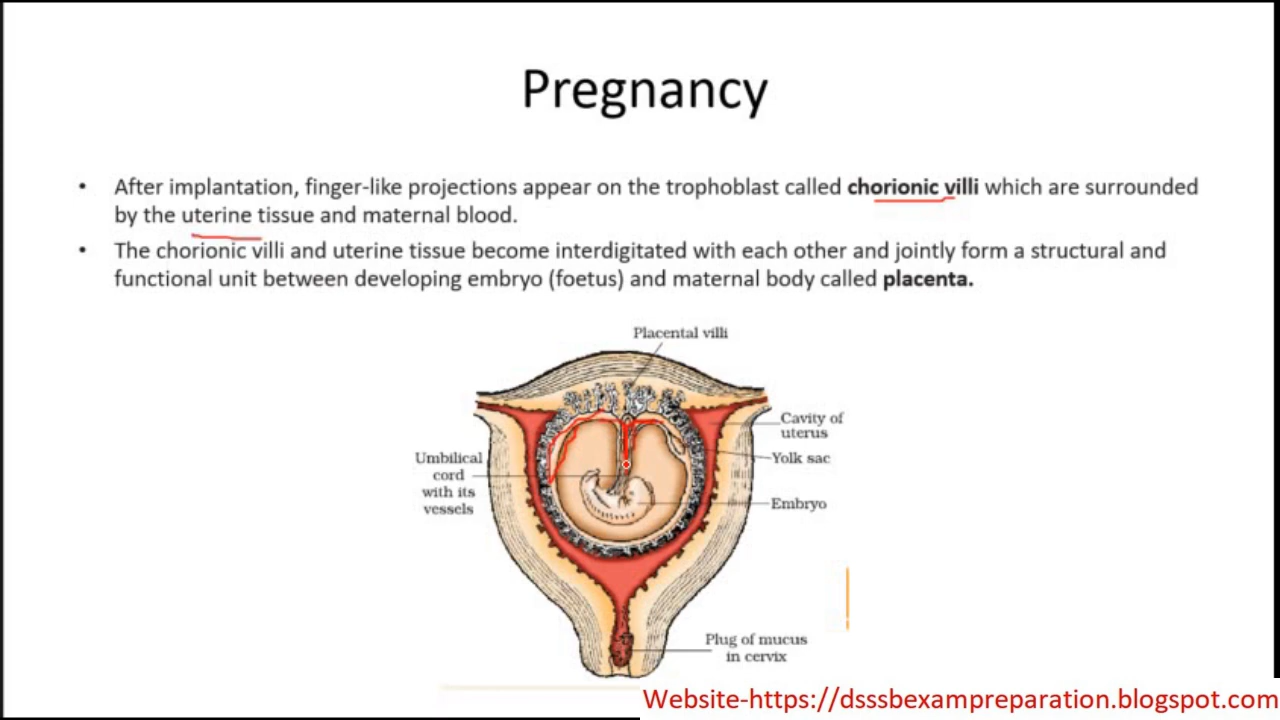 Pregnancy
• After implantation, finger-like projections appear on the trophoblast called chorionic villi which are surrounded
by the uterine tissue and maternal blood.
• The chorionic villi and uterine tissue become interdigitated with each other and jointly form a structural and
functional unit between developing embryo (foetus) and maternal body called placenta.
Placental villi
Cavity of
uterus
Yolk sac
Umbilical
cord
with its
vessels
Embryo
Plug of mucus
in cervix
Website-https://dsssbexampreparation.blogspot.com